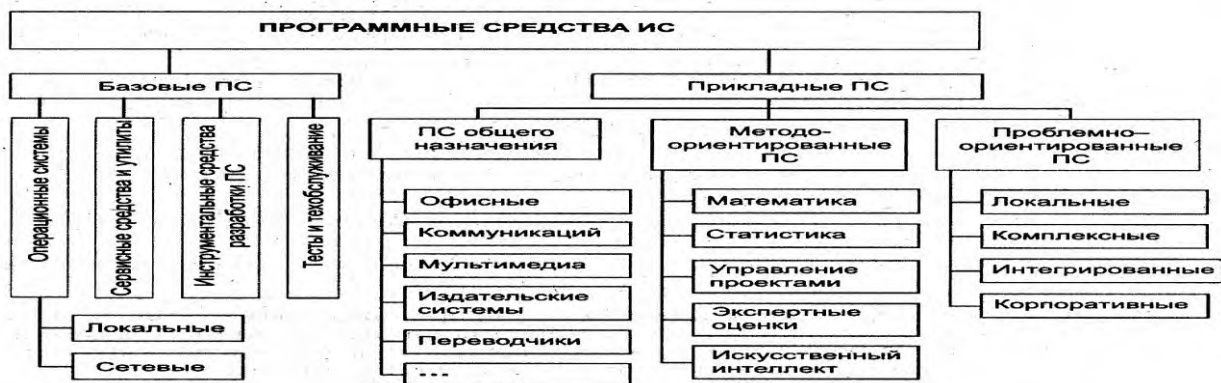 ПРОГРАММНЫЕ СРЕДСТВА ИС
Базовые ПС
Прикладные ПС
Операционные системы
Сервисные средства и утилиты
Инструментальные средства
разработки ПС
Тесты и техобслуживание
Локальные
Сетевые
ПС общего
назначения
Офисные
Коммуникаций
Мультимедиа
Издательские
системы
Переводчики
...
Методо-
ориентированные
ПС
Математика
Статистика
Управление
проектами
Экспертные
оценки
Искусственный
интеллект
Проблемно–
ориентированные
ПС
Локальные
Комплексные
Интегрированные
Корпоративные